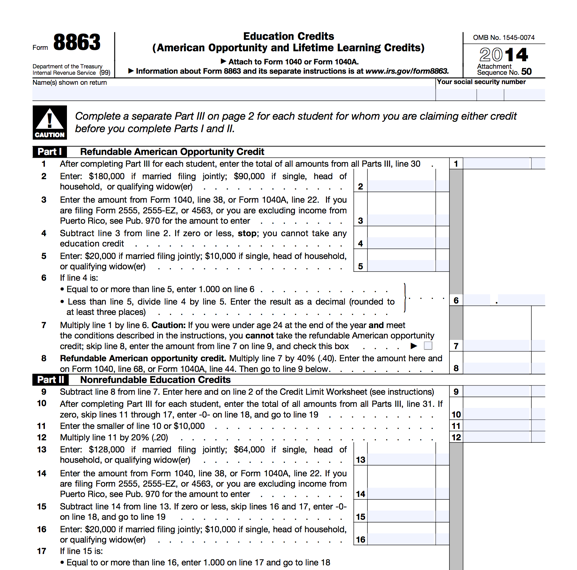 Form 8863
Department of the Treasury
Internal Revenue Service (99)
Education Credits
(American Opportunity and Lifetime Learning Credits)
▶ Attach to Form 1040 or Form 1040A.
▶ Information about Form 8863 and its separate instructions is at www.irs.gov/form8863.
OMB No. 1545-0074
2014
Attachment
Sequence No. 50
Name(s) shown on return
Your social security number
CAUTION
Complete a separate Part III on page 2 for each student for whom you are claiming either credit
before you complete Parts I and II.
Part I Refundable American Opportunity Credit
1 After completing Part III for each student, enter the total of all amounts from all Parts III, line 30 . 1
2 Enter: $180,000 if married filing jointly; $90,000 if single, head of
household, or qualifying widow(er) . . . . . . . . . . . . 2
3 Enter the amount from Form 1040, line 38, or Form 1040A, line 22. If you
are filing Form 2555, 2555-EZ, or 4563, or you are excluding income from
Puerto Rico, see Pub. 970 for the amount to enter . . . . . . . 3
4 Subtract line 3 from line 2. If zero or less, stop; you cannot take any
education credit . . . . . . . . . . . . . . . . . 4
5 Enter: $20,000 if married filing jointly; $10,000 if single, head of household,
or qualifying widow(er) . . . . . . . . . . . . . . . 5
6 If line 4 is:
• Equal to or more than line 5, enter 1.000 on line 6 . . . . . . . . . . . .
• Less than line 5, divide line 4 by line 5. Enter the result as a decimal (rounded to
at least three places) . . . . . . . . . . . . . . . . . . . . 6 .
7 Multiply line 1 by line 6. Caution: If you were under age 24 at the end of the year and meet
the conditions described in the instructions, you cannot take the refundable American opportunity
credit; skip line 8, enter the amount from line 7 on line 9, and check this box . . . . ▶ 7
8 Refundable American opportunity credit. Multiply line 7 by 40% (.40). Enter the amount here and
on Form 1040, line 68, or Form 1040A, line 44. Then go to line 9 below. . . . . . . . . . 8
Part II Nonrefundable Education Credits
9 Subtract line 8 from line 7. Enter here and on line 2 of the Credit Limit Worksheet (see instructions) 9
10 After completing Part III for each student, enter the total of all amounts from all Parts III, line 31. If
zero, skip lines 11 through 17, enter -0- on line 18, and go to line 19 . . . . . . . . . . 10
11 Enter the smaller of line 10 or $10,000 . . . . . . . . . . . . . . . . . . 11
12 Multiply line 11 by 20% (.20) . . . . . . . . . . . . . . . . . . . . . 12
13 Enter: $128,000 if married filing jointly; $64,000 if single, head of
household, or qualifying widow(er) . . . . . . . . . . . . 13
14 Enter the amount from Form 1040, line 38, or Form 1040A, line 22. If you
are filing Form 2555, 2555-EZ, or 4563, or you are excluding income from
Puerto Rico, see Pub. 970 for the amount to enter . . . . . . . 14
15 Subtract line 14 from line 13. If zero or less, skip lines 16 and 17, enter -0-
on line 18, and go to line 19 . . . . . . . . . . . . . 15
16 Enter: $20,000 if married filing jointly; $10,000 if single, head of household,
or qualifying widow(er) . . . . . . . . . . . . . . . 16
17 If line 15 is:
• Equal to or more than line 16, enter 1.000 on line 17 and go to line 18